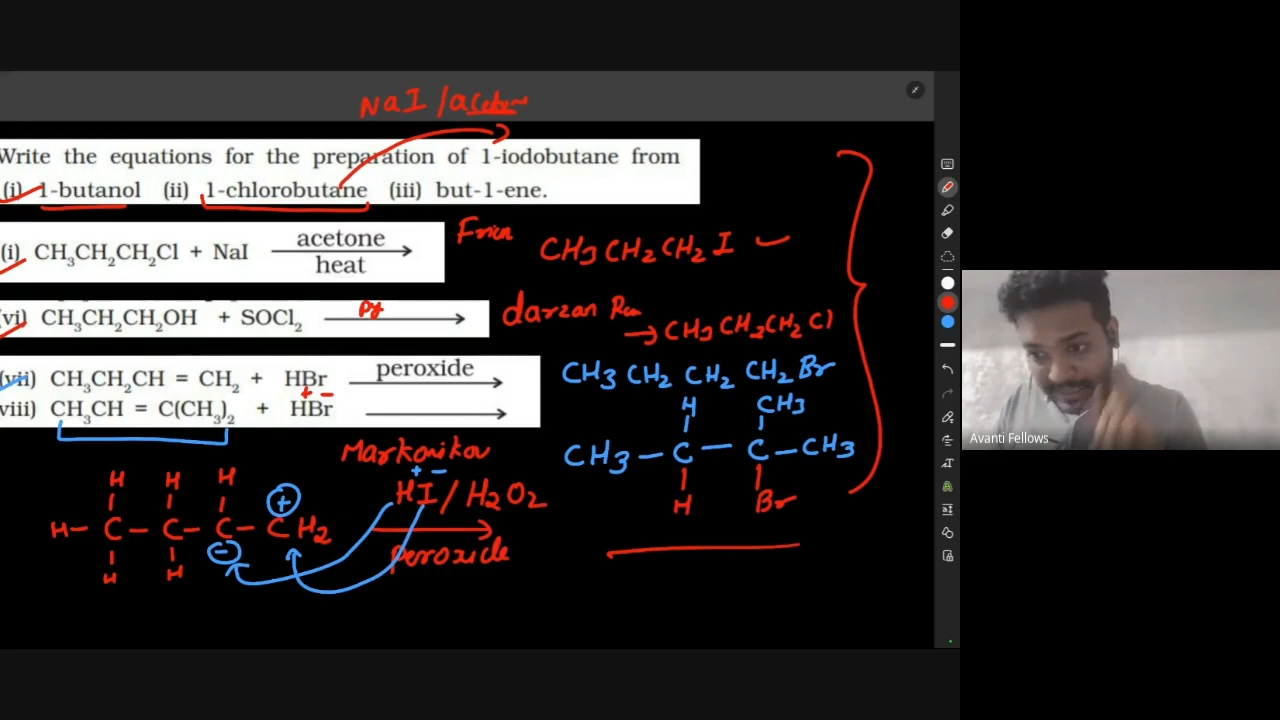 NaI / acetone
Write the equations for the preparation of 1-iodobutane from
(i) 1-butanol (ii) 1-chlorobutane (iii) but-1-ene.
(i) CH₃CH₂CH₂Cl + NaI acetone heat CH₃ CH₂ CH₂ I
(vi) CH₃CH₂CH₂OH + SOCl₂ Py darzan
→ CH₃ CH₂ CH₂ Cl
(vii) CH₃CH₂CH = CH₂ + HBr peroxide CH₃ CH₂ CH₂ CH₂ Br
viii) CH₃CH = C(CH₃)₂ + HBr
+ −
H CH₃
CH₃ — C — C — CH₃
H Br
Markonikov
+ −
HI / H₂O₂
peroxide
H H H +
H – C – C – C – CH₂
−
H H
Avanti Fellows